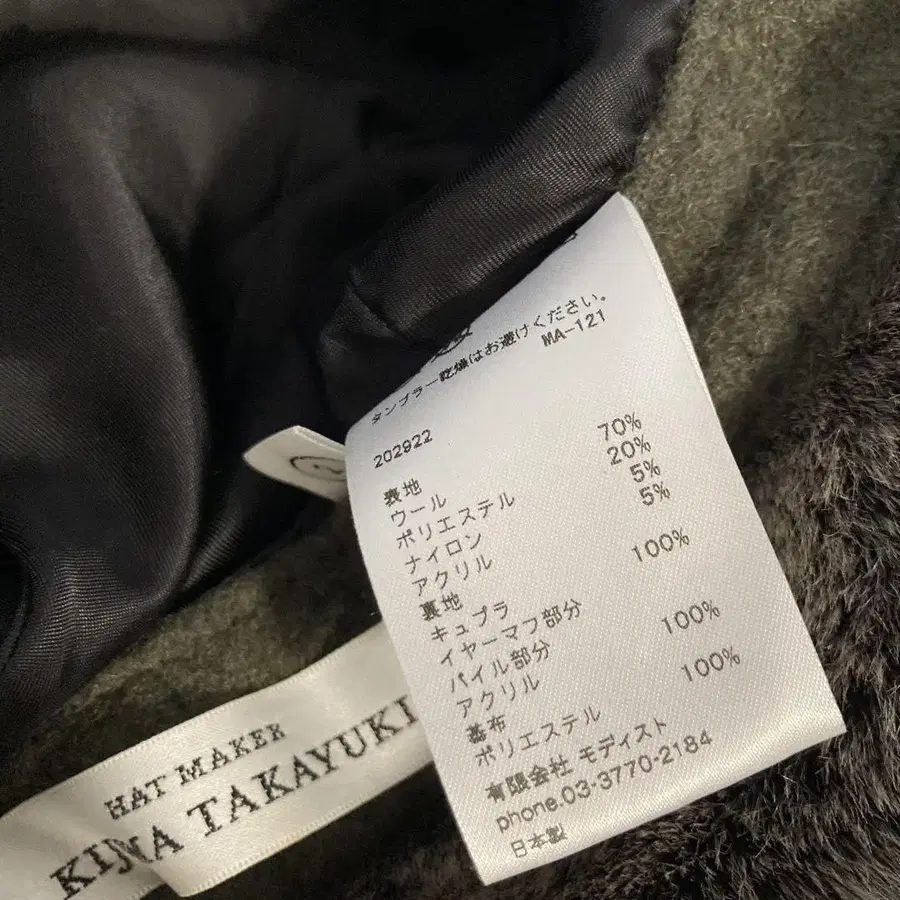 タンブラー乾燥はお避けください。
MA-121
202922
表地
ウール 70%
ポリエステル 20%
ナイロン 5%
アクリル 5%
裏地
キュプラ 100%
イヤーマフ部分
パイル部分
アクリル 100%
基布
ポリエステル 100%
有限会社 モディスト
phone.03-3770-2184
日本製
HAT MAKER
KIJIMA TAKAYUKI